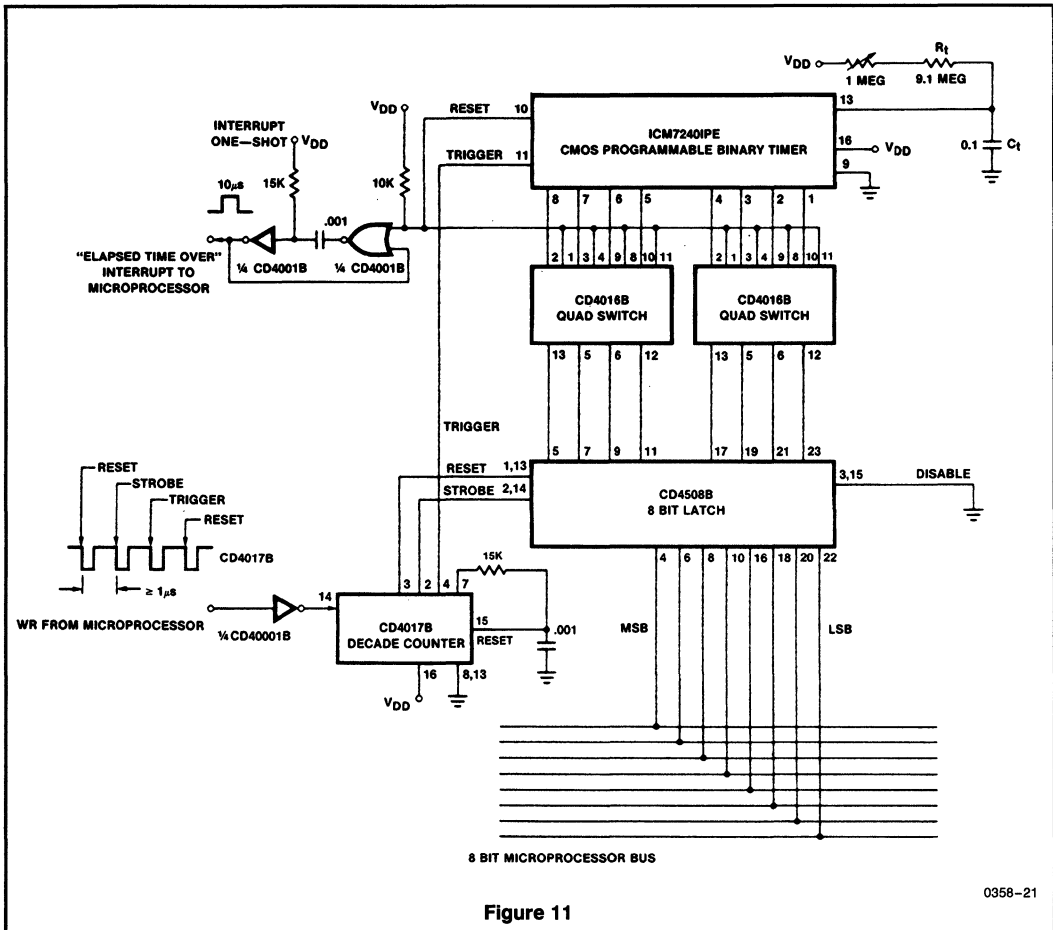 VDD
Rt
1 MEG
9.1 MEG
13
0.1
Ct
16
VDD
9
ICM7240IPE
CMOS PROGRAMMABLE BINARY TIMER
RESET
10
TRIGGER
11
VDD
10K
INTERRUPT
ONE—SHOT
VDD
15K
10μs
.001
¼ CD4001B
¼ CD4001B
"ELAPSED TIME OVER"
INTERRUPT TO
MICROPROCESSOR
8 7 6 5 4 3 2 1
2 1 3 4 9 8 10 11
2 1 3 4 9 8 10 11
CD4016B
QUAD SWITCH
CD4016B
QUAD SWITCH
13 5 6 12
13 5 6 12
TRIGGER
5 7 9 11 17 19 21 23
RESET
1,13
STROBE
2,14
CD4508B
8 BIT LATCH
3,15
DISABLE
4 6 8 10 16 18 20 22
RESET
STROBE
TRIGGER
RESET
CD4017B
≥ 1μs
WR FROM MICROPROCESSOR
¼ CD40001B
14
3 2 4 7
15K
CD4017B
DECADE COUNTER
15
RESET
.001
16
8,13
VDD
MSB
LSB
8 BIT MICROPROCESSOR BUS
0358–21
Figure 11